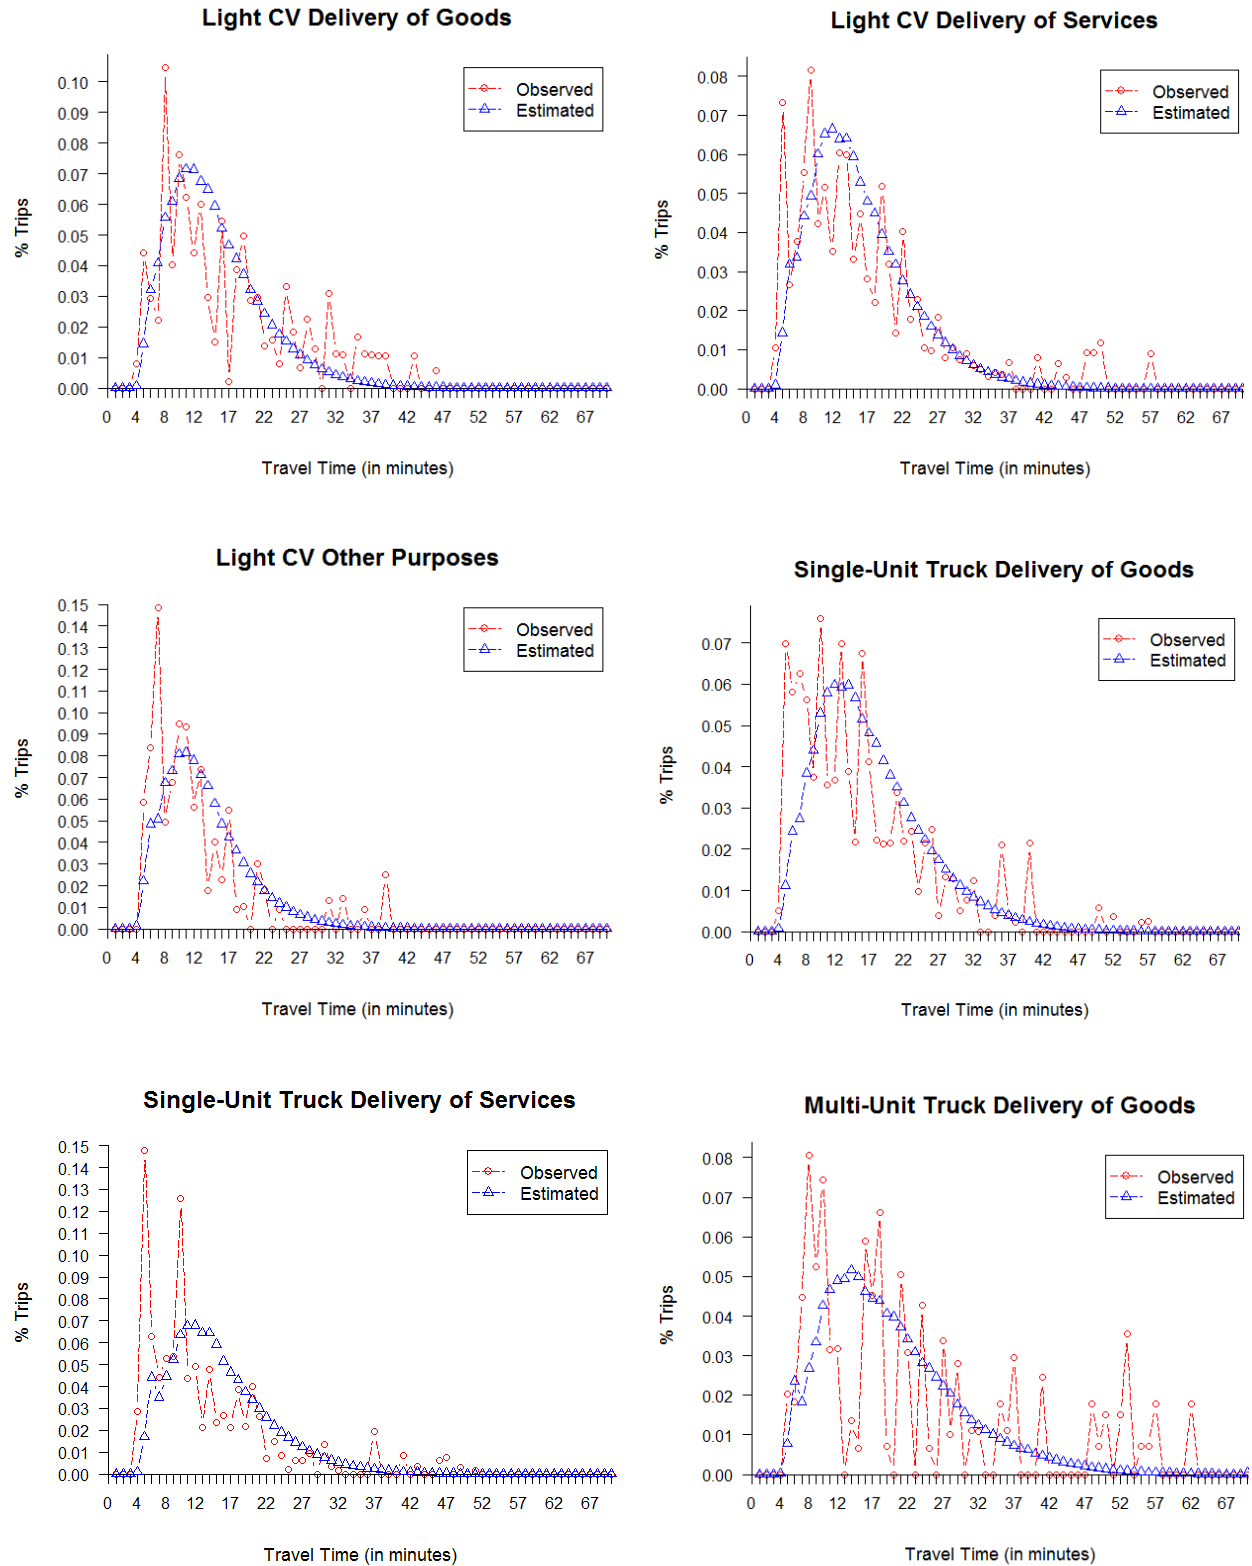 Light CV Delivery of Goods
% Trips
0.10
0.09
0.08
0.07
0.06
0.05
0.04
0.03
0.02
0.01
0.00
Observed
Estimated
0 4 8 12 17 22 27 32 37 42 47 52 57 62 67
Travel Time (in minutes)
Light CV Delivery of Services
% Trips
0.08
0.07
0.06
0.05
0.04
0.03
0.02
0.01
0.00
Observed
Estimated
0 4 8 12 17 22 27 32 37 42 47 52 57 62 67
Travel Time (in minutes)
Light CV Other Purposes
% Trips
0.15
0.14
0.13
0.12
0.11
0.10
0.09
0.08
0.07
0.06
0.05
0.04
0.03
0.02
0.01
0.00
Observed
Estimated
0 4 8 12 17 22 27 32 37 42 47 52 57 62 67
Travel Time (in minutes)
Single-Unit Truck Delivery of Goods
% Trips
0.07
0.06
0.05
0.04
0.03
0.02
0.01
0.00
Observed
Estimated
0 4 8 12 17 22 27 32 37 42 47 52 57 62 67
Travel Time (in minutes)
Single-Unit Truck Delivery of Services
% Trips
0.15
0.14
0.13
0.12
0.11
0.10
0.09
0.08
0.07
0.06
0.05
0.04
0.03
0.02
0.01
0.00
Observed
Estimated
0 4 8 12 17 22 27 32 37 42 47 52 57 62 67
Travel Time (in minutes)
Multi-Unit Truck Delivery of Goods
% Trips
0.08
0.07
0.06
0.05
0.04
0.03
0.02
0.01
0.00
Observed
Estimated
0 4 8 12 17 22 27 32 37 42 47 52 57 62 67
Travel Time (in minutes)